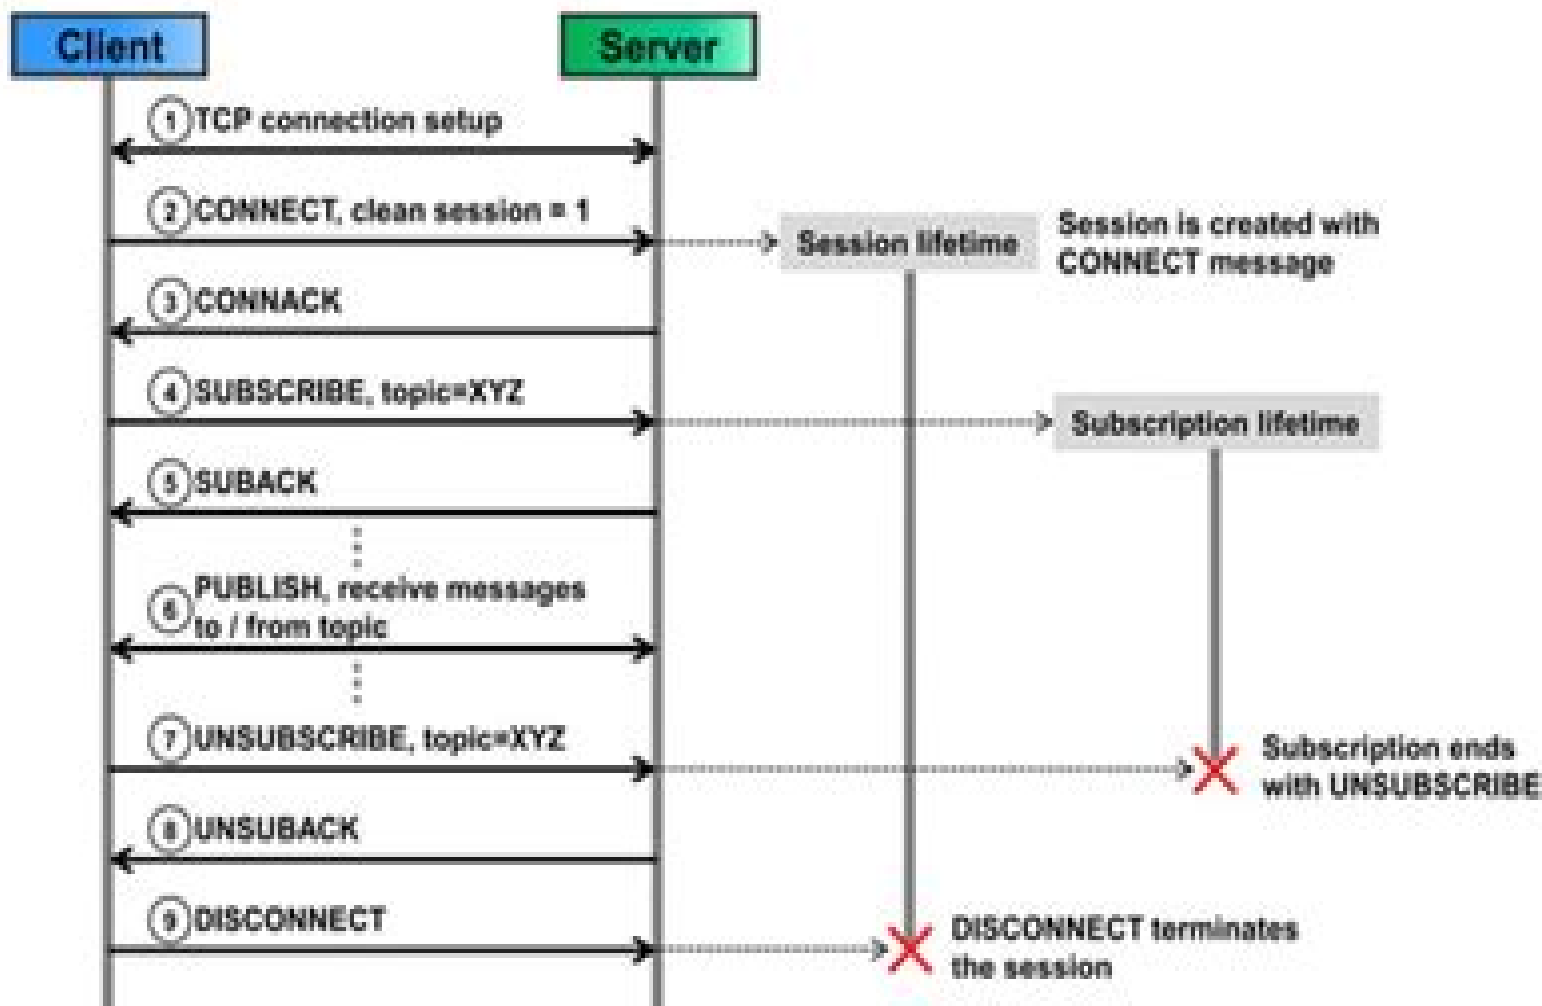 Client
Server
1 TCP connection setup
2 CONNECT, clean session = 1
Session lifetime
Session is created with
CONNECT message
3 CONNACK
4 SUBSCRIBE, topic=XYZ
Subscription lifetime
5 SUBACK
6 PUBLISH, receive messages
to / from topic
7 UNSUBSCRIBE, topic=XYZ
Subscription ends
with UNSUBSCRIBE
8 UNSUBACK
9 DISCONNECT
DISCONNECT terminates
the session